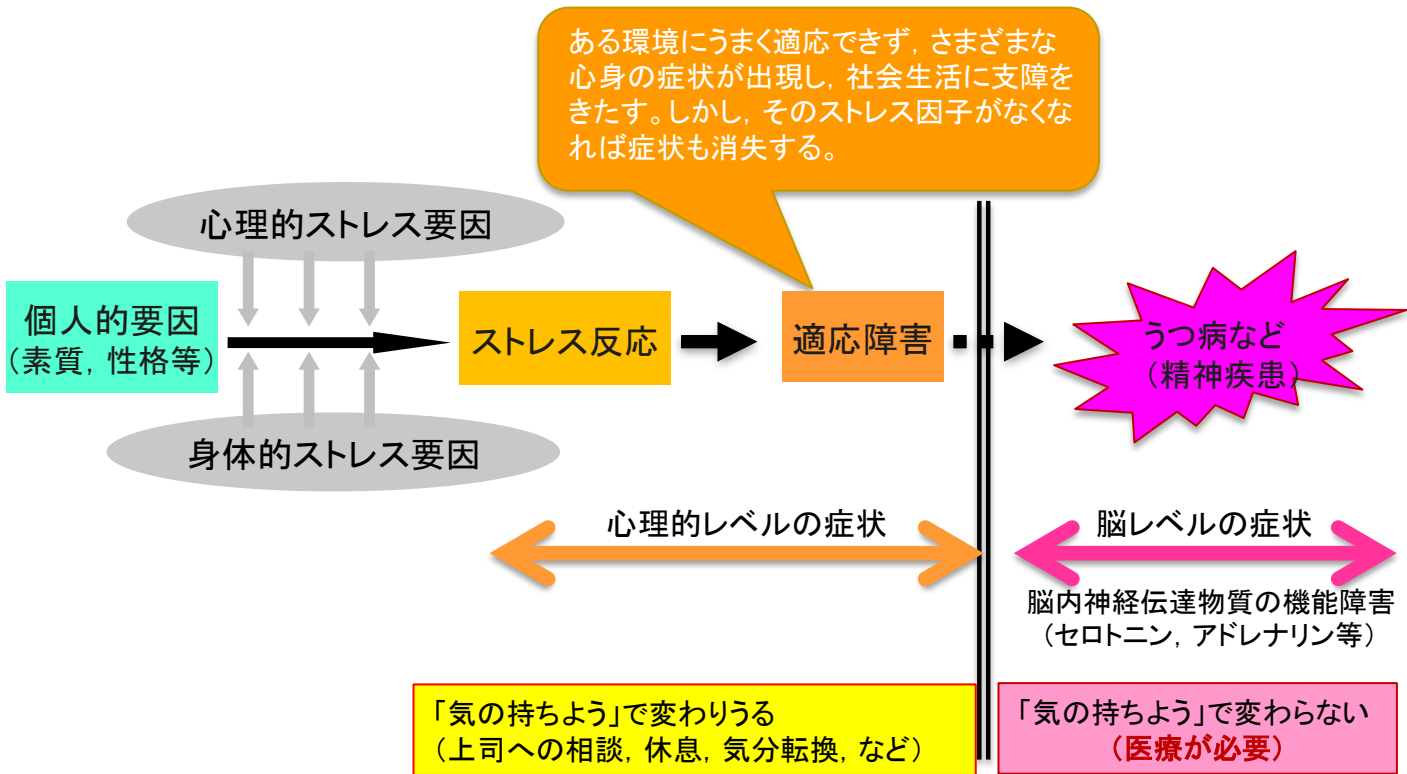 ある環境にうまく適応できず，さまざまな
心身の症状が出現し，社会生活に支障を
きたす。しかし，そのストレス因子がなくな
れば症状も消失する。
心理的ストレス要因
個人的要因
（素質，性格等）
ストレス反応
適応障害
うつ病など
（精神疾患）
身体的ストレス要因
心理的レベルの症状
脳レベルの症状
脳内神経伝達物質の機能障害
（セロトニン，アドレナリン等）
「気の持ちよう」で変わりうる
（上司への相談，休息，気分転換，など）
「気の持ちよう」で変わらない
（医療が必要）